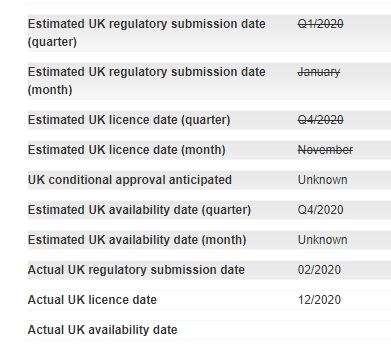 Estimated UK regulatory submission date Q1/2020
(quarter)
Estimated UK regulatory submission date January
(month)
Estimated UK licence date (quarter) Q4/2020
Estimated UK licence date (month) November
UK conditional approval anticipated Unknown
Estimated UK availability date (quarter) Q4/2020
Estimated UK availability date (month) Unknown
Actual UK regulatory submission date 02/2020
Actual UK licence date 12/2020
Actual UK availability date